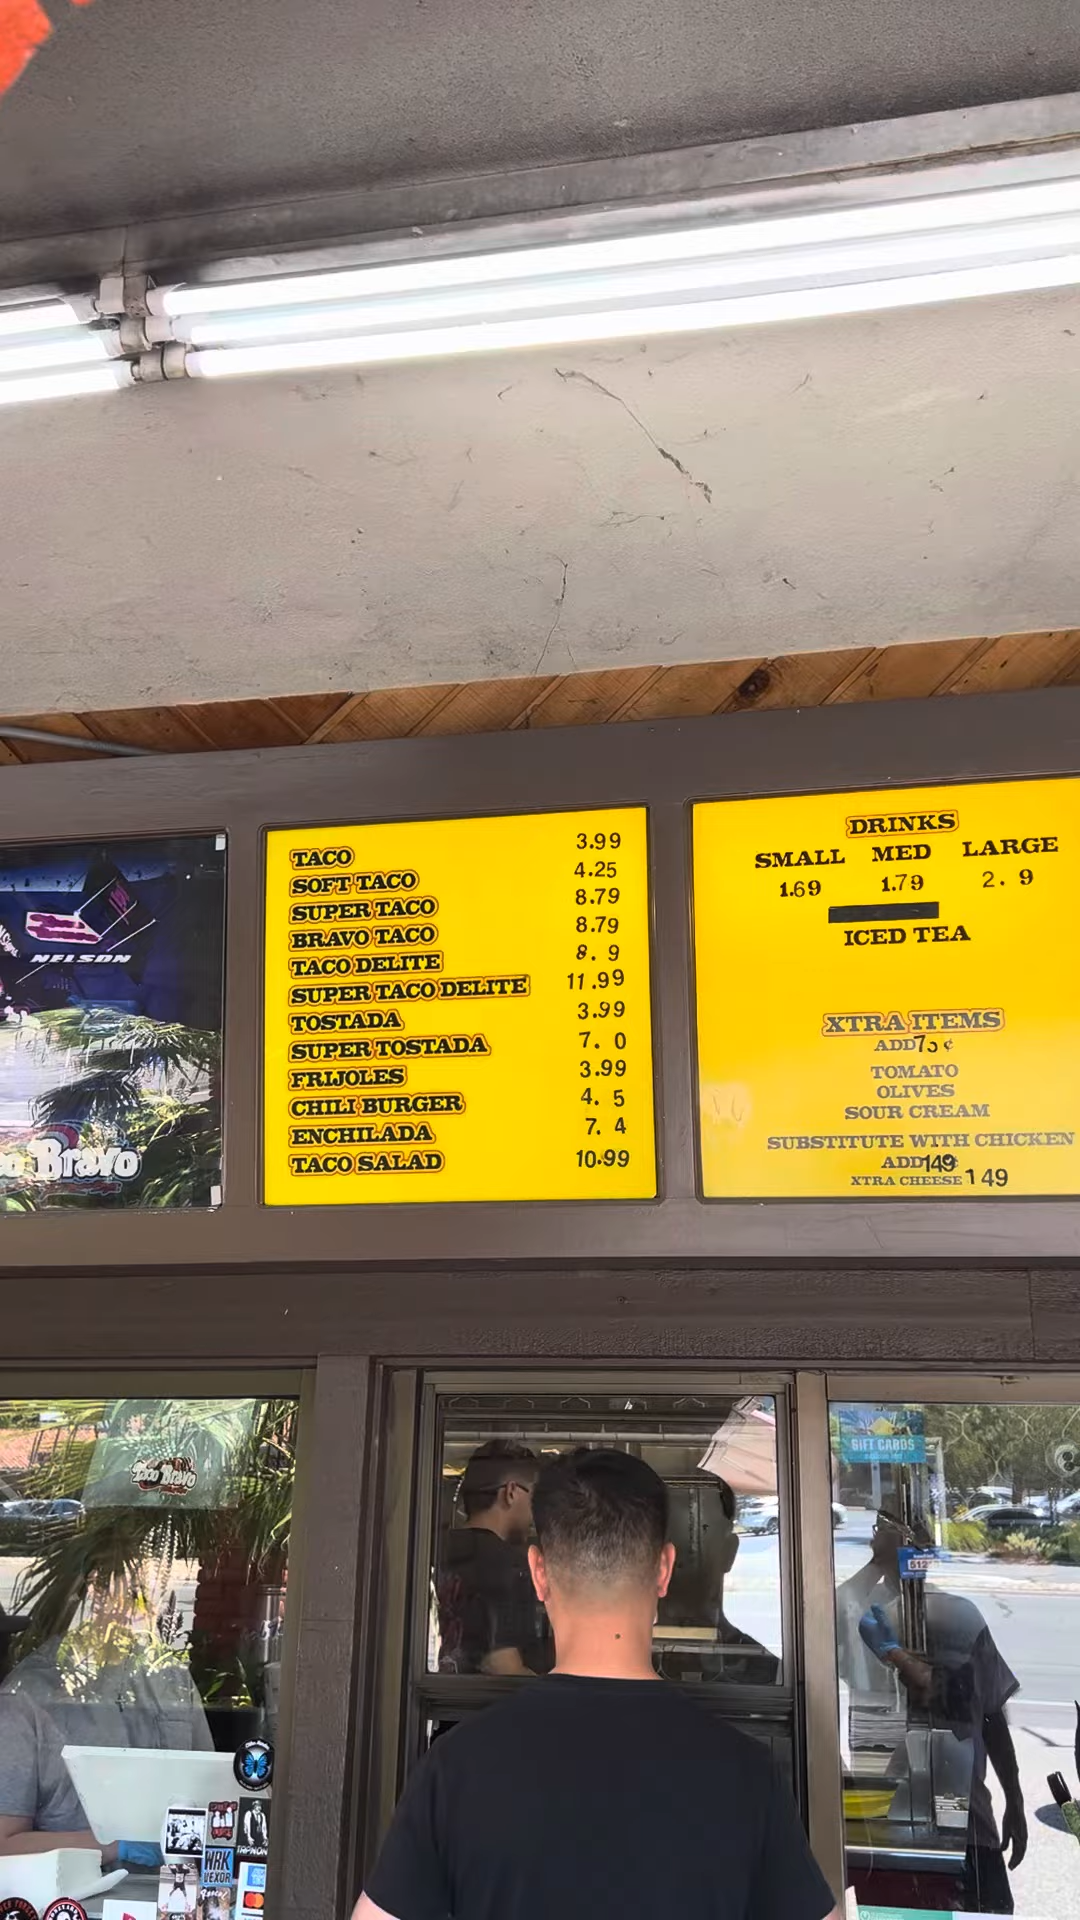 NELSON
Bravo
TACO 3.99
SOFT TACO 4.25
SUPER TACO 8.79
BRAVO TACO 8.79
TACO DELITE 8. 9
SUPER TACO DELITE 11.99
TOSTADA 3.99
SUPER TOSTADA 7. 0
FRIJOLES 3.99
CHILI BURGER 4. 5
ENCHILADA 7. 4
TACO SALAD 10.99
DRINKS
SMALL MED LARGE
1.69 1.79 2. 9
ICED TEA
XTRA ITEMS
ADD ¢
TOMATO
OLIVES
SOUR CREAM
SUBSTITUTE WITH CHICKEN
ADD 149¢
XTRA CHEESE 1 49
Taco Bravo
GIFT CARDS
WRK
VEXOR